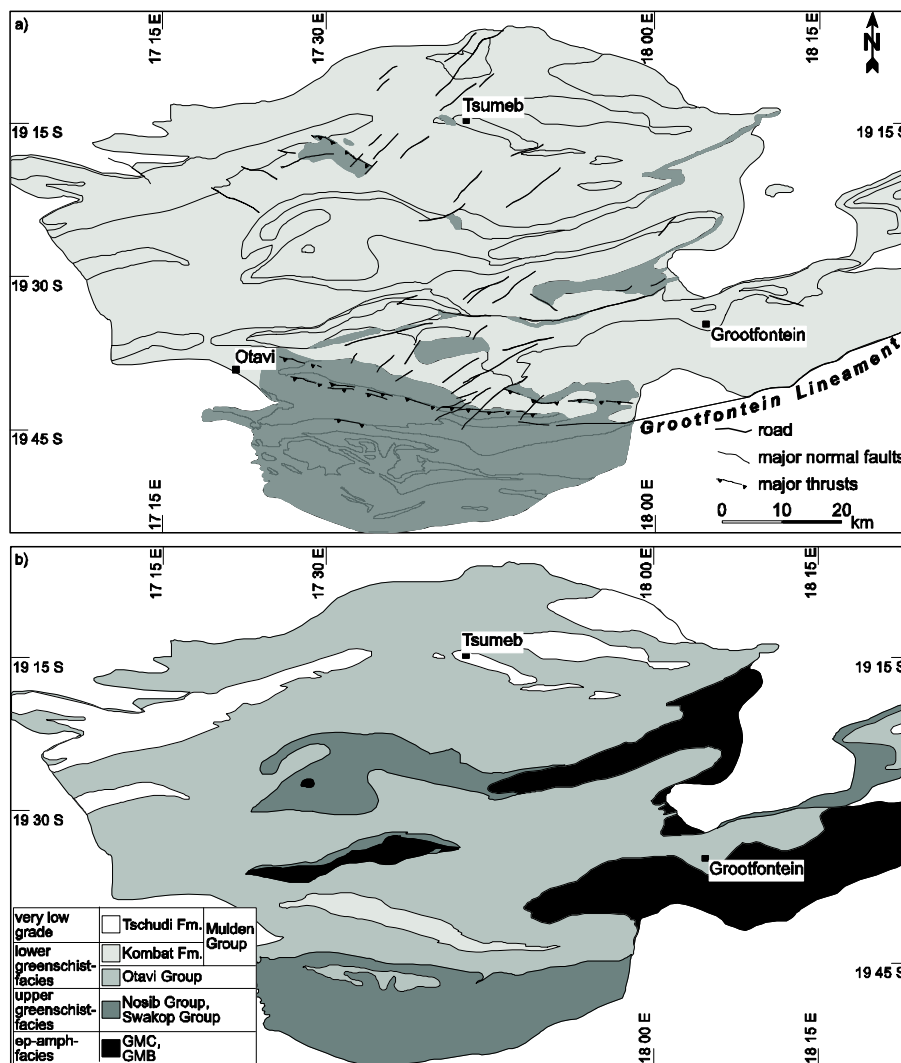 a)
17 15 E
17 30 E
18 00 E
18 15 E
N
Tsumeb
19 15 S
19 15 S
19 30 S
Grootfontein
Otavi
Grootfontein Lineament
19 45 S
road
major normal faults
major thrusts
17 15 E
18 00 E
0 10 20
km
b)
17 15 E
17 30 E
18 00 E
18 15 E
Tsumeb
19 15 S
19 15 S
19 30 S
Grootfontein
very low grade
Tschudi Fm.
Mulden Group
lower greenschist-facies
Kombat Fm.
Otavi Group
19 45 S
upper greenschist-facies
Nosib Group,
Swakop Group
ep-amph-facies
GMC,
GMB
18 00 E
18 15 E